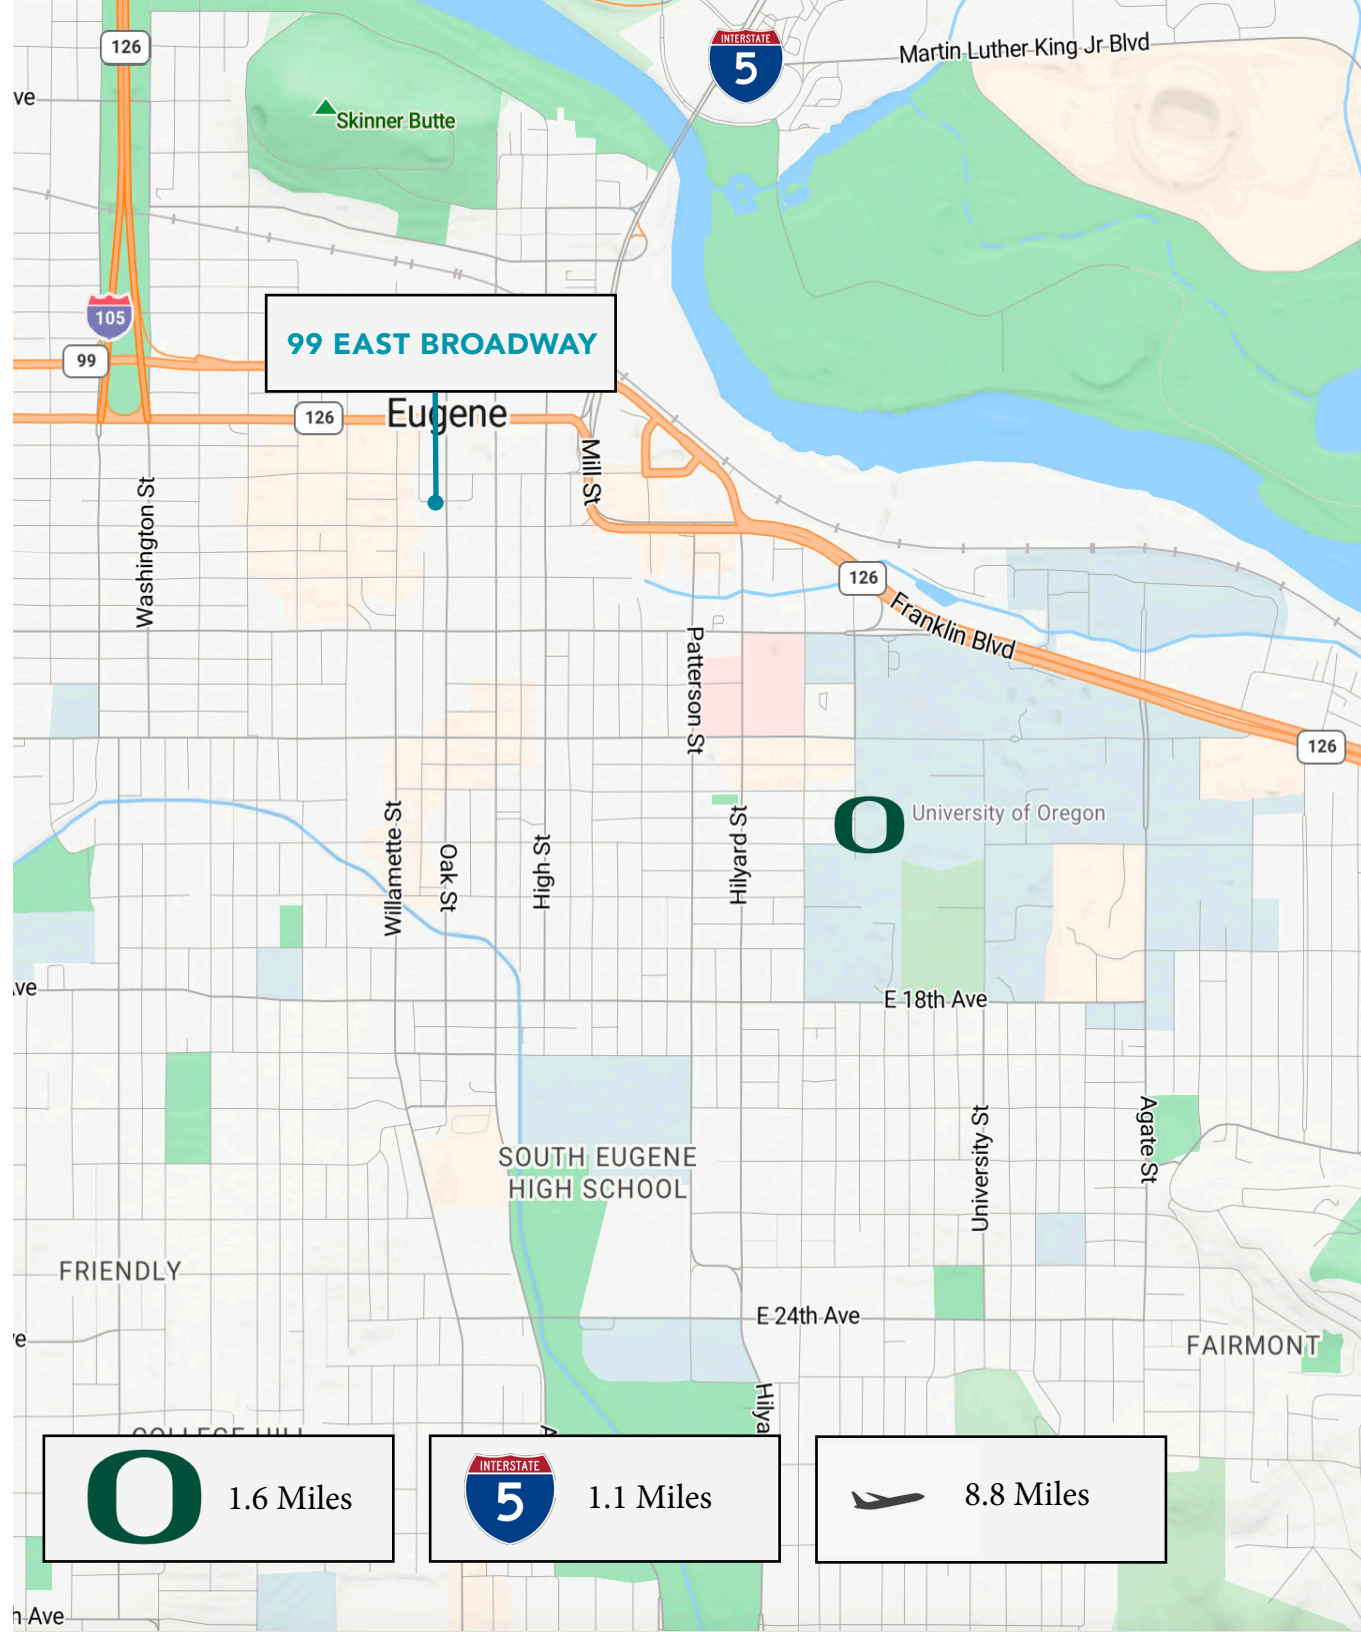 126
INTERSTATE
5
Martin Luther King Jr Blvd
ve
Skinner Butte
105
99
99 EAST BROADWAY
126
Eugene
Mill St
Washington St
126
Franklin Blvd
Patterson St
126
University of Oregon
Willamette St
Oak St
High St
Hilyard St
ve
E 18th Ave
University St
Agate St
SOUTH EUGENE
HIGH SCHOOL
FRIENDLY
E 24th Ave
ve
FAIRMONT
Hilya
1.6 Miles
INTERSTATE
5
1.1 Miles
8.8 Miles
h Ave